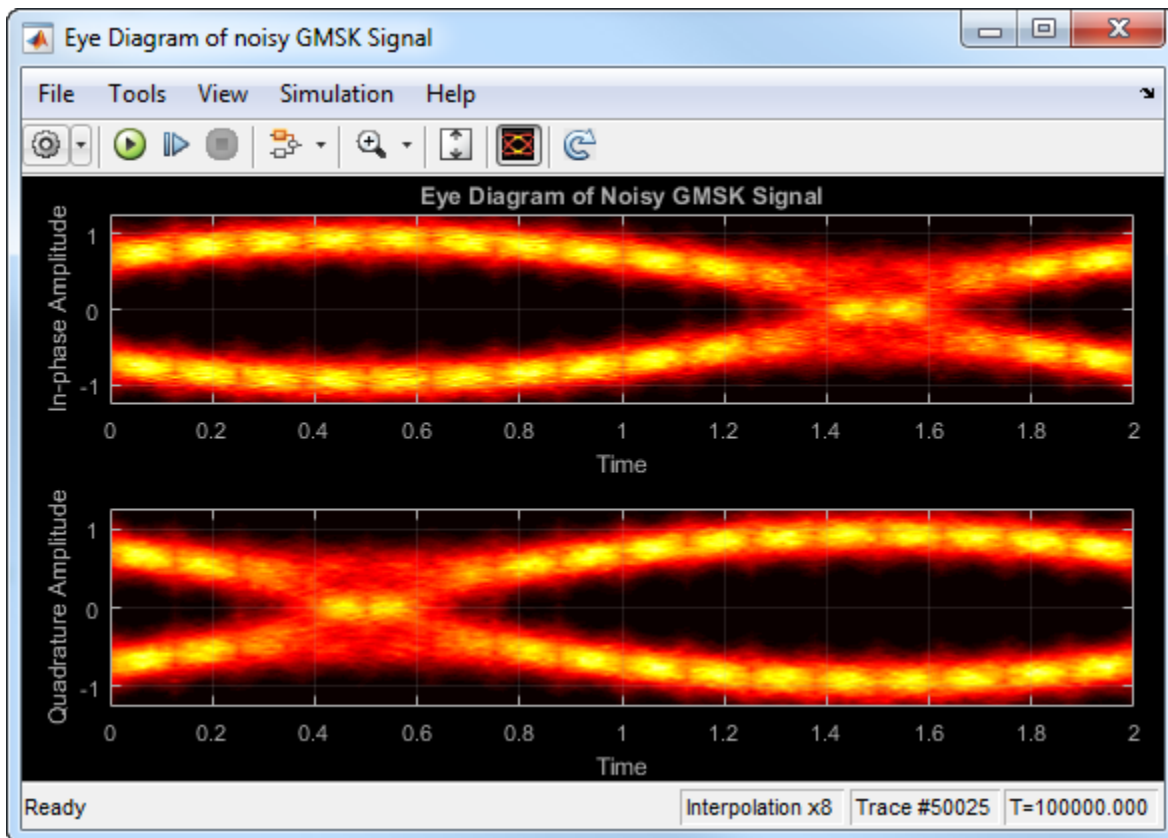 Eye Diagram of noisy GMSK Signal
File Tools View Simulation Help
Eye Diagram of Noisy GMSK Signal
In-phase Amplitude
1
0
-1
0 0.2 0.4 0.6 0.8 1 1.2 1.4 1.6 1.8 2
Time
Quadrature Amplitude
1
0
-1
0 0.2 0.4 0.6 0.8 1 1.2 1.4 1.6 1.8 2
Time
Ready Interpolation x8 Trace #50025 T=100000.000